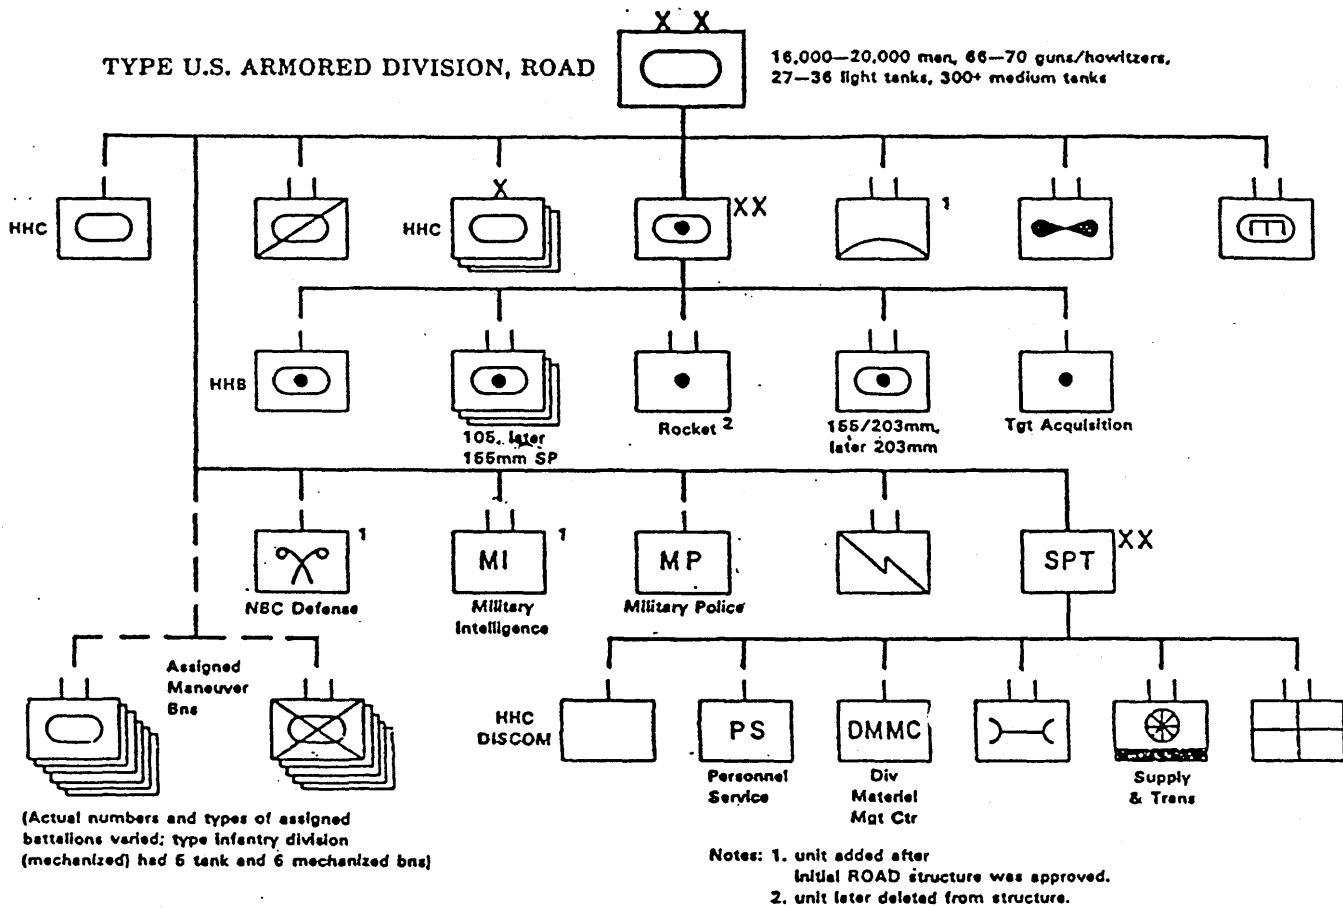 X X
TYPE U.S. ARMORED DIVISION, ROAD
16,000—20,000 men, 66—70 guns/howitzers,
27—36 light tanks, 300+ medium tanks
HHC
X
HHC
XX
1
HHB
105, later
155mm SP
Rocket 2
155/203mm,
later 203mm
Tgt Acquisition
1
NBC Defense
MI
1
Military
Intelligence
MP
Military Police
SPT
XX
Assigned
Maneuver
Bns
HHC
DISCOM
PS
Personnel
Service
DMMC
Div
Materiel
Mgt Ctr
Supply
& Trans
(Actual numbers and types of assigned
battalions varied; type infantry division
(mechanized) had 5 tank and 6 mechanized bns)
Notes: 1. unit added after
initial ROAD structure was approved.
2. unit later deleted from structure.